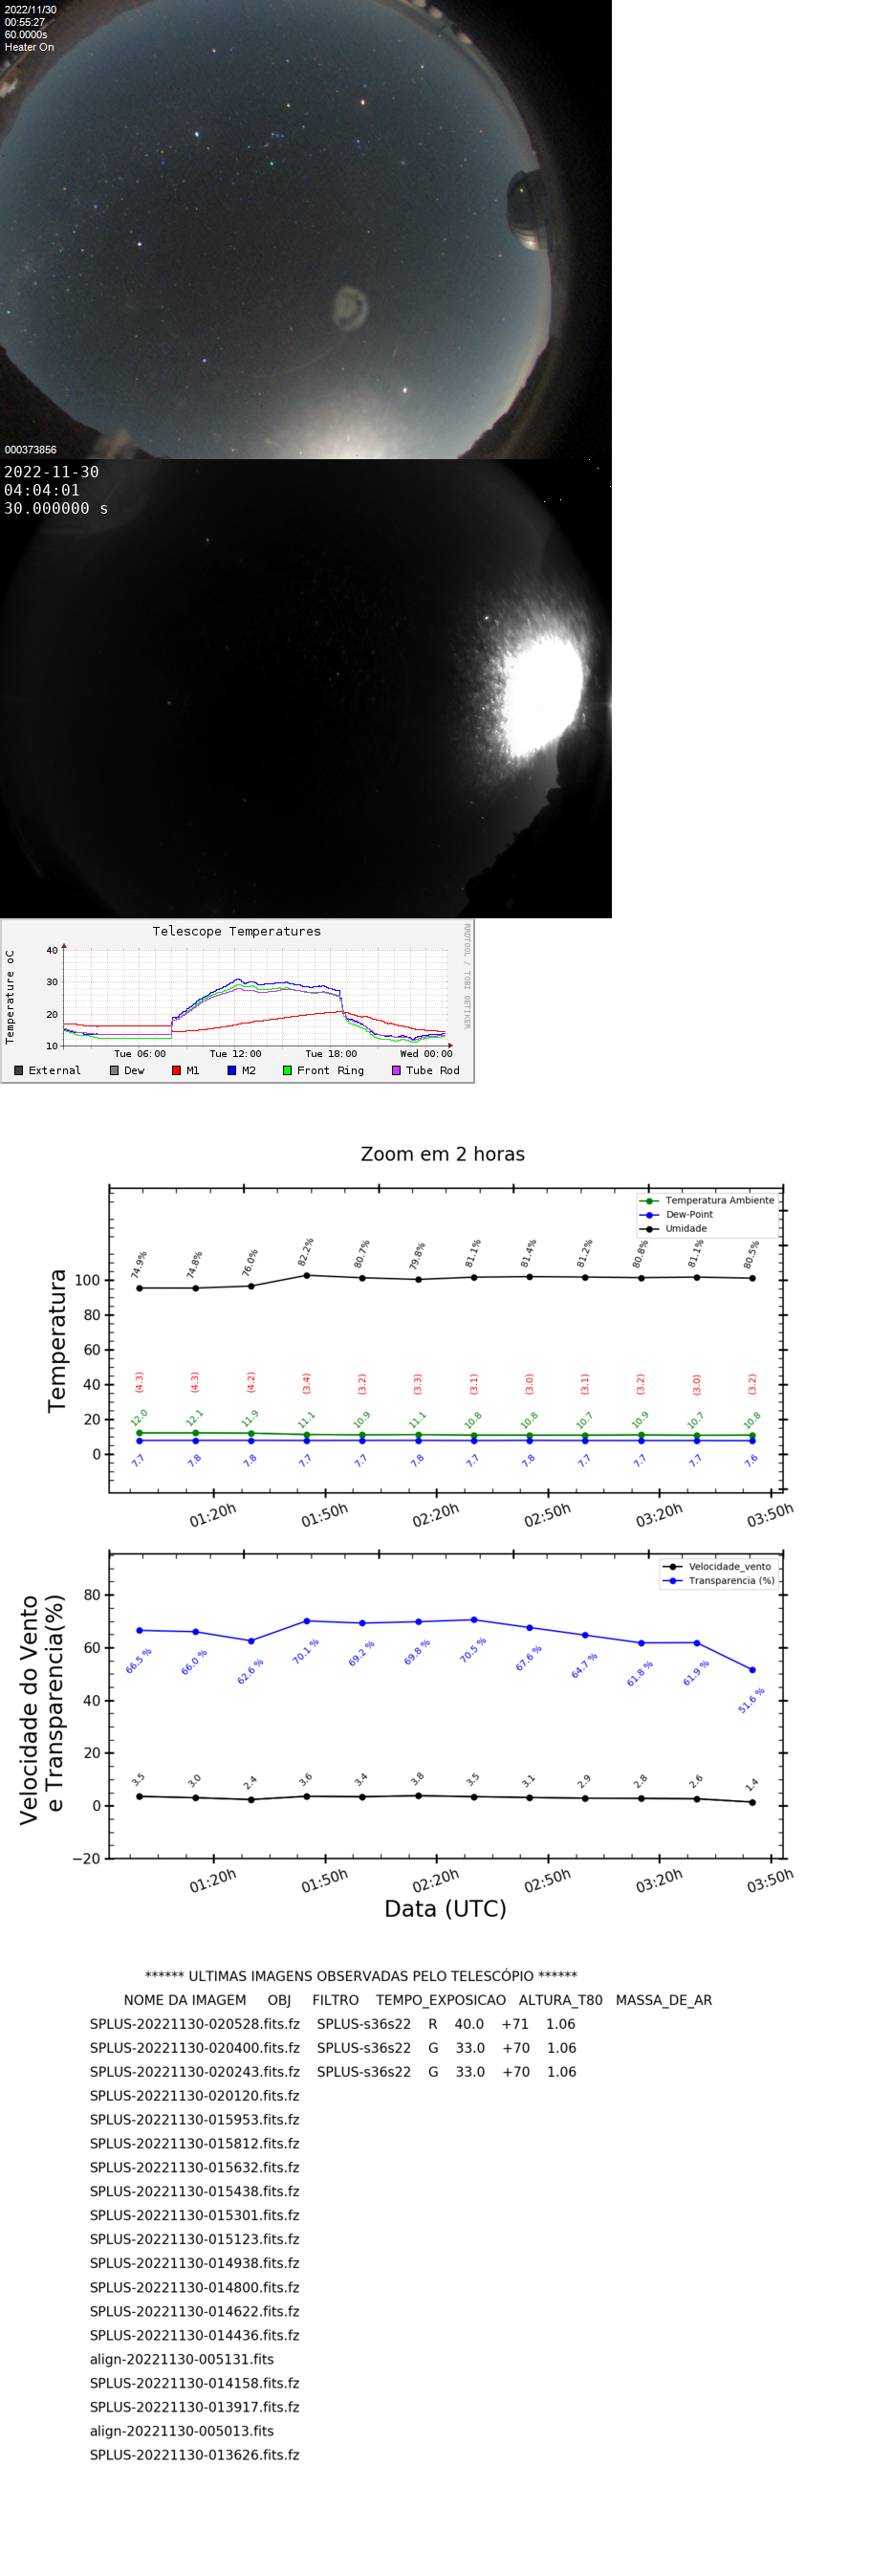 2022/11/30
00:55:27
60.0000s
Heater On
000373856
2022-11-30
04:04:01
30.000000 s
Telescope Temperatures
RRDTOOL / TOBI OETIKER
Temperature oC
40
30
20
10
Tue 06:00 Tue 12:00 Tue 18:00 Wed 00:00
External Dew M1 M2 Front Ring Tube Rod
Zoom em 2 horas
Temperatura Ambiente
Dew-Point
Umidade
74.9% 74.8% 76.0% 82.2% 80.7% 79.8% 81.1% 81.4% 81.2% 80.8% 81.1% 80.5%
Temperatura
100
80
60
40
20
0
(4.3) (4.3) (4.2) (3.4) (3.2) (3.3) (3.1) (3.0) (3.1) (3.2) (3.0) (3.2)
12.0 12.1 11.9 11.1 10.9 11.1 10.8 10.8 10.7 10.9 10.7 10.8
7.7 7.8 7.8 7.7 7.7 7.8 7.7 7.8 7.7 7.7 7.7 7.6
01:20h 01:50h 02:20h 02:50h 03:20h 03:50h
Velocidade_vento
Transparencia (%)
Velocidade do Vento
e Transparencia(%)
80
60
40
20
0
−20
66.5 % 66.0 % 62.6 % 70.1 % 69.2 % 69.8 % 70.5 % 67.6 % 64.7 % 61.8 % 61.9 % 51.6 %
3.5 3.0 2.4 3.6 3.4 3.8 3.5 3.1 2.9 2.8 2.6 1.4
01:20h 01:50h 02:20h 02:50h 03:20h 03:50h
Data (UTC)
****** ULTIMAS IMAGENS OBSERVADAS PELO TELESCÓPIO ******
NOME DA IMAGEM OBJ FILTRO TEMPO_EXPOSICAO ALTURA_T80 MASSA_DE_AR
SPLUS-20221130-020528.fits.fz SPLUS-s36s22 R 40.0 +71 1.06
SPLUS-20221130-020400.fits.fz SPLUS-s36s22 G 33.0 +70 1.06
SPLUS-20221130-020243.fits.fz SPLUS-s36s22 G 33.0 +70 1.06
SPLUS-20221130-020120.fits.fz
SPLUS-20221130-015953.fits.fz
SPLUS-20221130-015812.fits.fz
SPLUS-20221130-015632.fits.fz
SPLUS-20221130-015438.fits.fz
SPLUS-20221130-015301.fits.fz
SPLUS-20221130-015123.fits.fz
SPLUS-20221130-014938.fits.fz
SPLUS-20221130-014800.fits.fz
SPLUS-20221130-014622.fits.fz
SPLUS-20221130-014436.fits.fz
align-20221130-005131.fits
SPLUS-20221130-014158.fits.fz
SPLUS-20221130-013917.fits.fz
align-20221130-005013.fits
SPLUS-20221130-013626.fits.fz